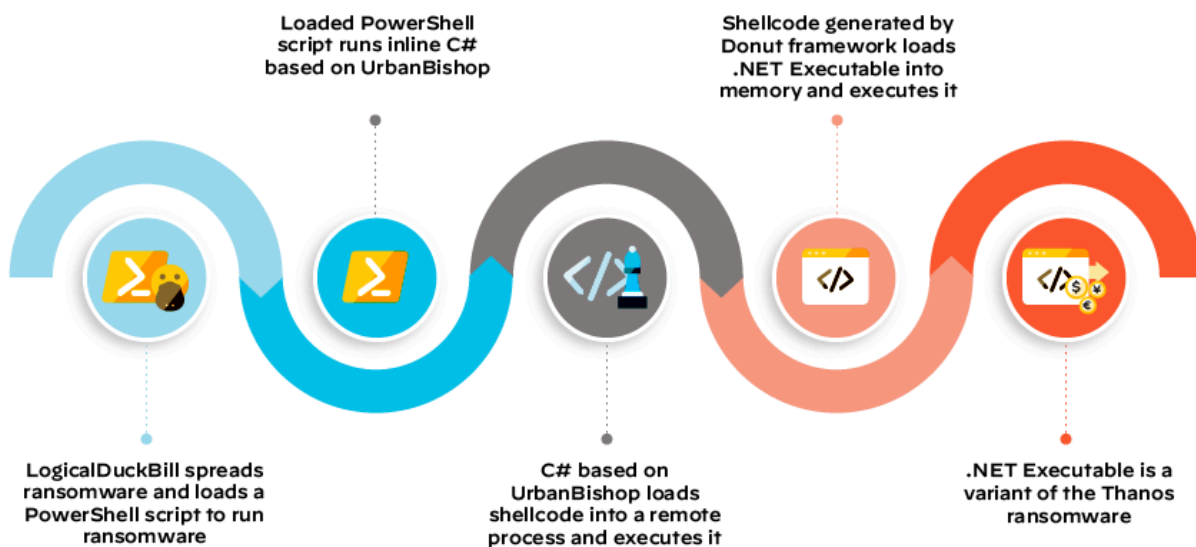 Loaded PowerShell
script runs inline C#
based on UrbanBishop
Shellcode generated by
Donut framework loads
.NET Executable into
memory and executes it
LogicalDuckBill spreads
ransomware and loads a
PowerShell script to run
ransomware
C# based on
UrbanBishop loads
shellcode into a remote
process and executes it
.NET Executable is a
variant of the Thanos
ransomware